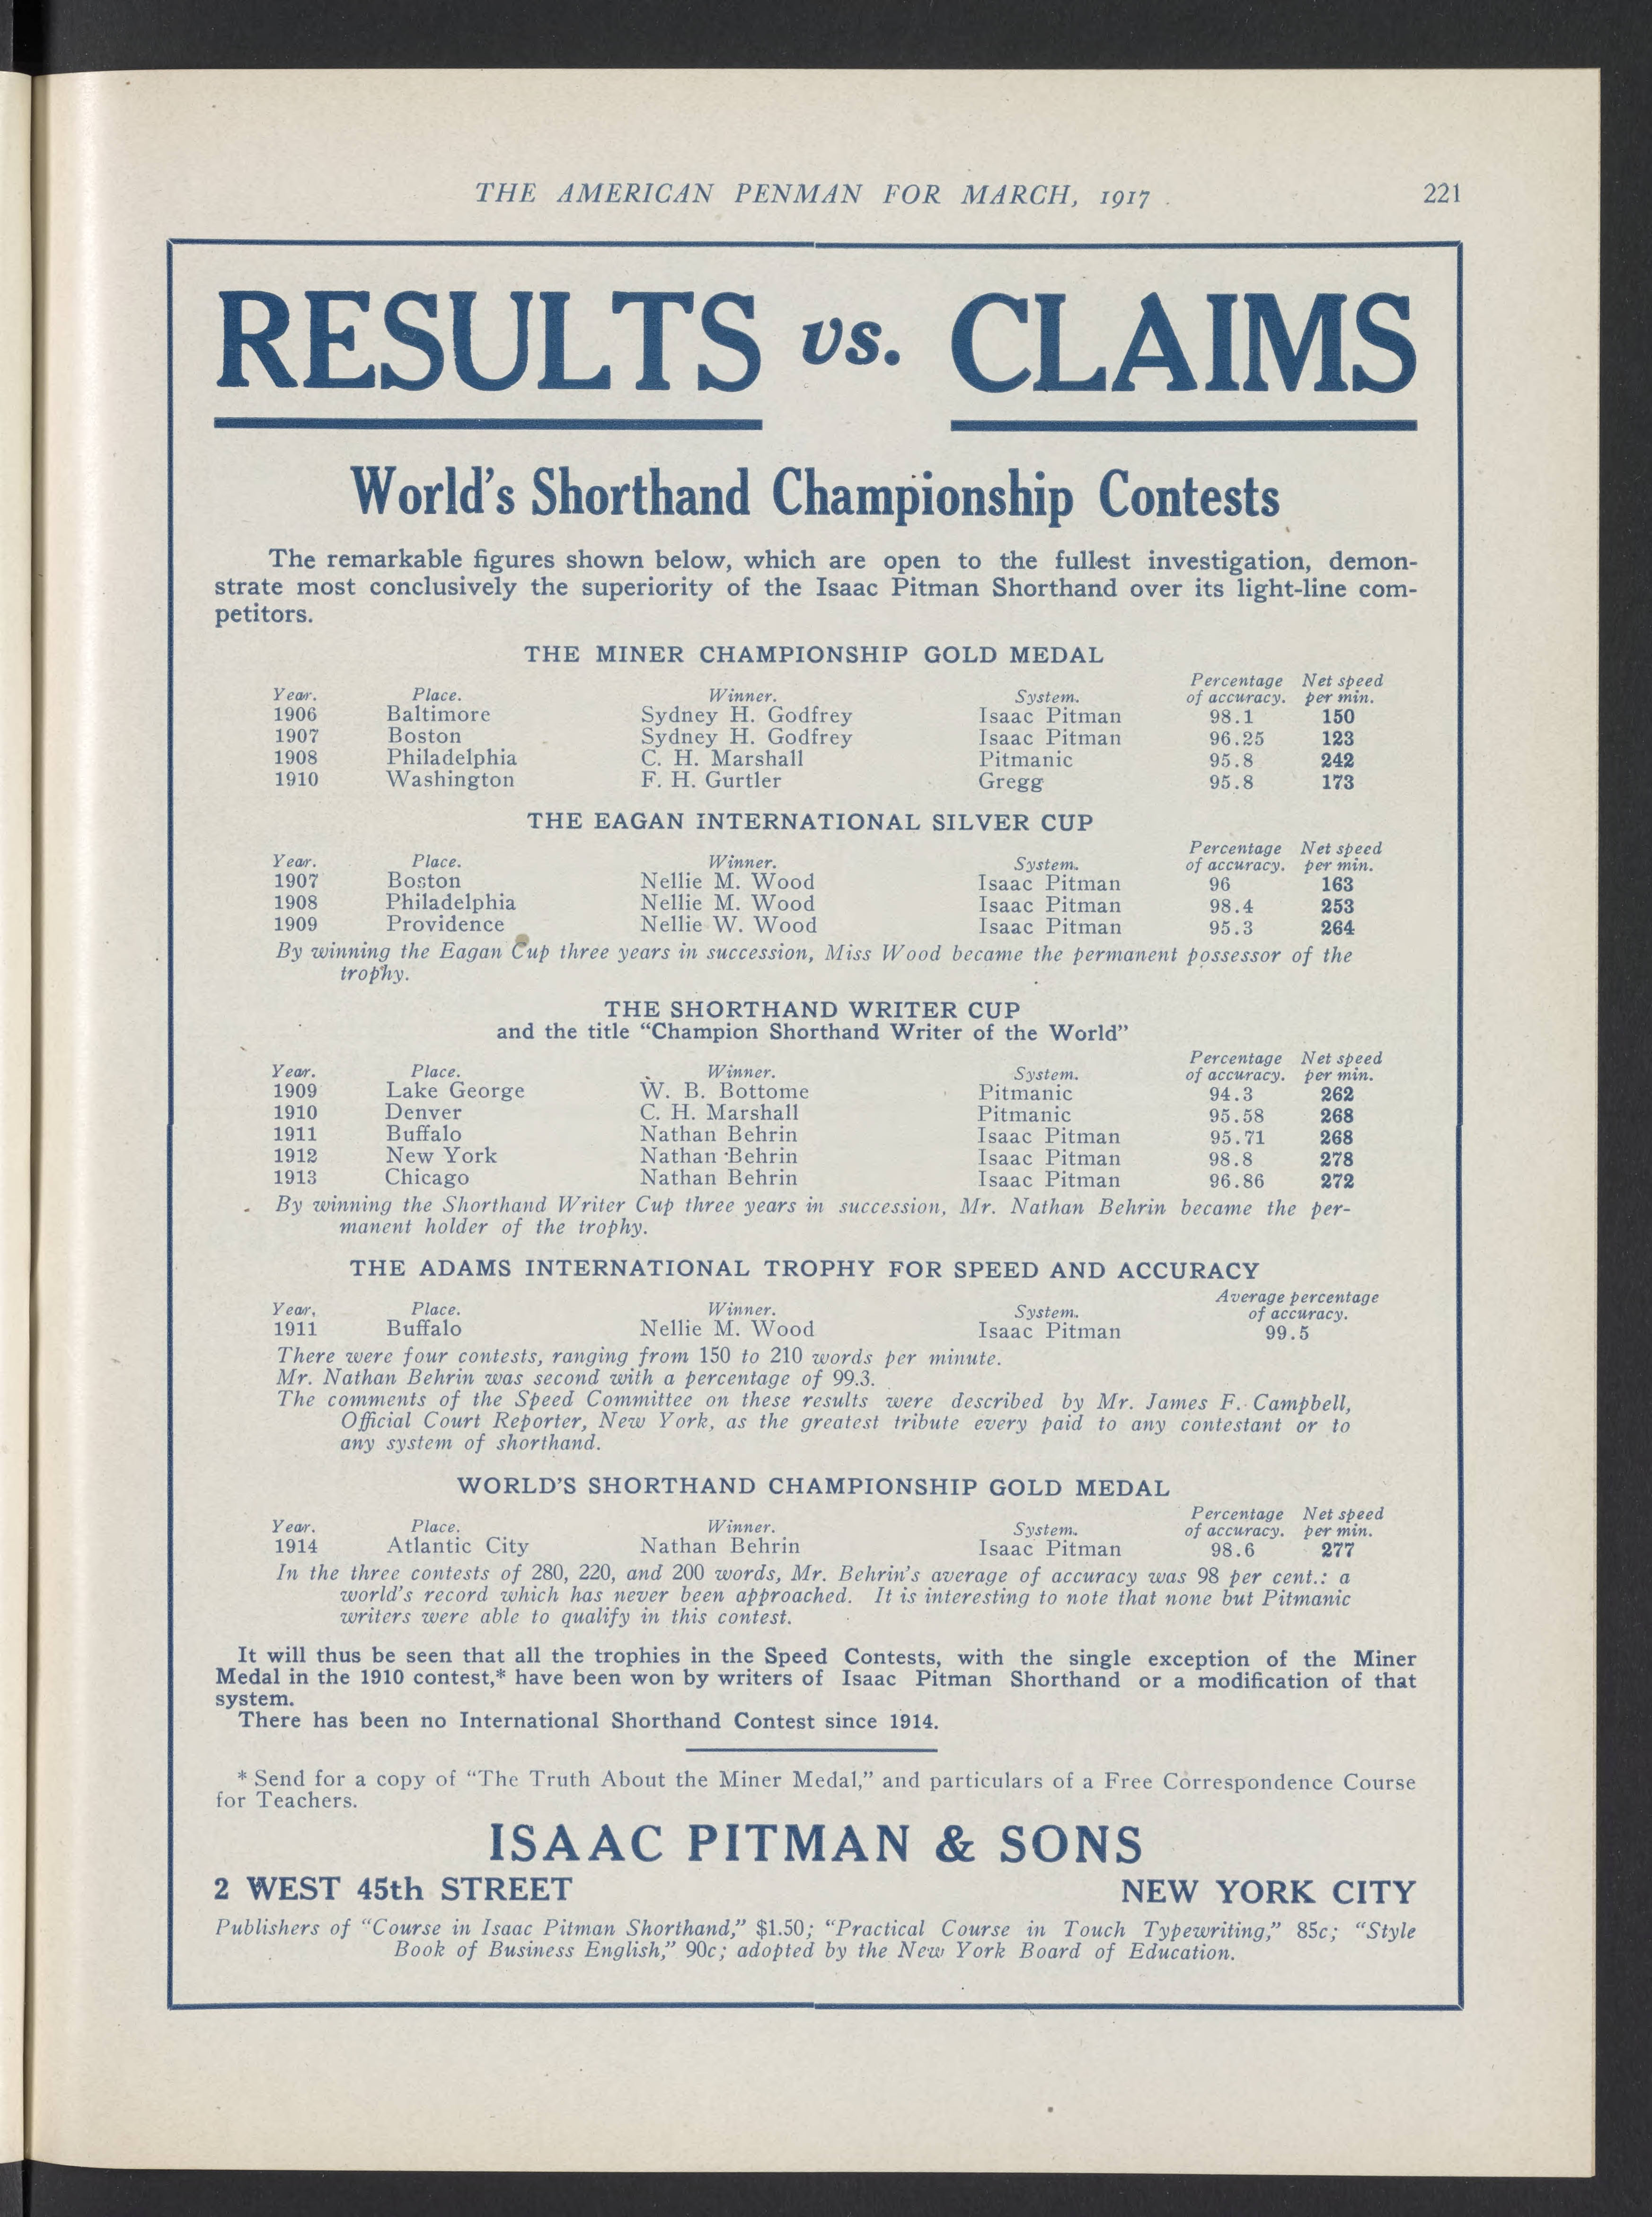 THE AMERICAN PENMAN FOR MARCH, 1917
221
RESULTS vs. CLAIMS
World's Shorthand Championship Contests
The remarkable figures shown below, which are open to the fullest investigation, demon-
strate most conclusively the superiority of the Isaac Pitman Shorthand over its light-line com-
petitors.
THE MINER CHAMPIONSHIP GOLD MEDAL
Percentage Net speed
Year. Place. Winner. System. of accuracy. per min.
1906 Baltimore Sydney H. Godfrey Isaac Pitman 98.1 150
1907 Boston Sydney H. Godfrey Isaac Pitman 96.25 123
1908 Philadelphia C. H. Marshall Pitmanic 95.8 242
1910 Washington F. H. Gurtler Gregg 95.8 173
THE EAGAN INTERNATIONAL SILVER CUP
Percentage Net speed
Year. Place. Winner. System. of accuracy. per min.
1907 Boston Nellie M. Wood Isaac Pitman 96 163
1908 Philadelphia Nellie M. Wood Isaac Pitman 98.4 253
1909 Providence Nellie W. Wood Isaac Pitman 95.3 264
By winning the Eagan Cup three years in succession, Miss Wood became the permanent possessor of the
trophy.
THE SHORTHAND WRITER CUP
and the title “Champion Shorthand Writer of the World”
Percentage Net speed
Year. Place. Winner. System. of accuracy. per min.
1909 Lake George W. B. Bottome Pitmanic 94.3 262
1910 Denver C. H. Marshall Pitmanic 95.58 268
1911 Buffalo Nathan Behrin Isaac Pitman 95.71 268
1912 New York Nathan Behrin Isaac Pitman 98.8 278
1913 Chicago Nathan Behrin Isaac Pitman 96.86 272
By winning the Shorthand Writer Cup three years in succession, Mr. Nathan Behrin became the per-
manent holder of the trophy.
THE ADAMS INTERNATIONAL TROPHY FOR SPEED AND ACCURACY
Average percentage
Year. Place. Winner. System. of accuracy.
1911 Buffalo Nellie M. Wood Isaac Pitman 99.5
There were four contests, ranging from 150 to 210 words per minute.
Mr. Nathan Behrin was second with a percentage of 99.3.
The comments of the Speed Committee on these results were described by Mr. James F. Campbell,
Official Court Reporter, New York, as the greatest tribute every paid to any contestant or to
any system of shorthand.
WORLD'S SHORTHAND CHAMPIONSHIP GOLD MEDAL
Percentage Net speed
Year. Place. Winner. System. of accuracy. per min.
1914 Atlantic City Nathan Behrin Isaac Pitman 98.6 277
In the three contests of 280, 220, and 200 words, Mr. Behrin's average of accuracy was 98 per cent.: a
world's record which has never been approached. It is interesting to note that none but Pitmanic
writers were able to qualify in this contest.
It will thus be seen that all the trophies in the Speed Contests, with the single exception of the Miner
Medal in the 1910 contest,* have been won by writers of Isaac Pitman Shorthand or a modification of that
system.
There has been no International Shorthand Contest since 1914.
* Send for a copy of “The Truth About the Miner Medal,” and particulars of a Free Correspondence Course
for Teachers.
ISAAC PITMAN & SONS
2 WEST 45th STREET NEW YORK CITY
Publishers of “Course in Isaac Pitman Shorthand,” $1.50; “Practical Course in Touch Typewriting,” 85c; “Style
Book of Business English,” 90c; adopted by the New York Board of Education.